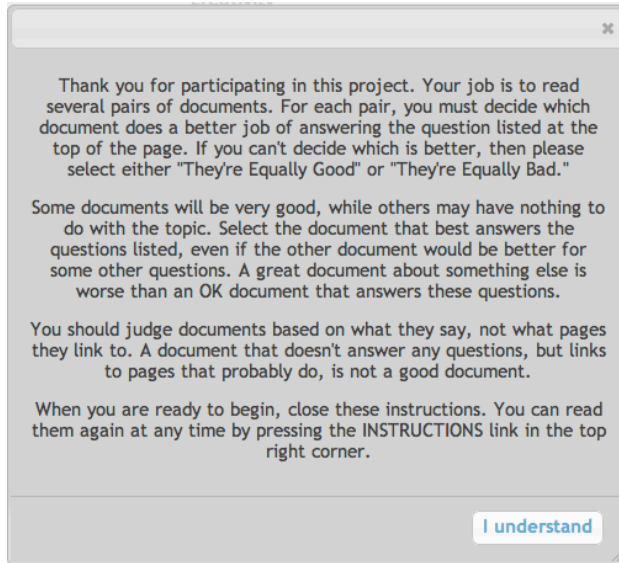 Thank you for participating in this project. Your job is to read
several pairs of documents. For each pair, you must decide which
document does a better job of answering the question listed at the
top of the page. If you can't decide which is better, then please
select either "They're Equally Good" or "They're Equally Bad."
Some documents will be very good, while others may have nothing to
do with the topic. Select the document that best answers the
questions listed, even if the other document would be better for
some other questions. A great document about something else is
worse than an OK document that answers these questions.
You should judge documents based on what they say, not what pages
they link to. A document that doesn't answer any questions, but links
to pages that probably do, is not a good document.
When you are ready to begin, close these instructions. You can read
them again at any time by pressing the INSTRUCTIONS link in the top
right corner.
I understand